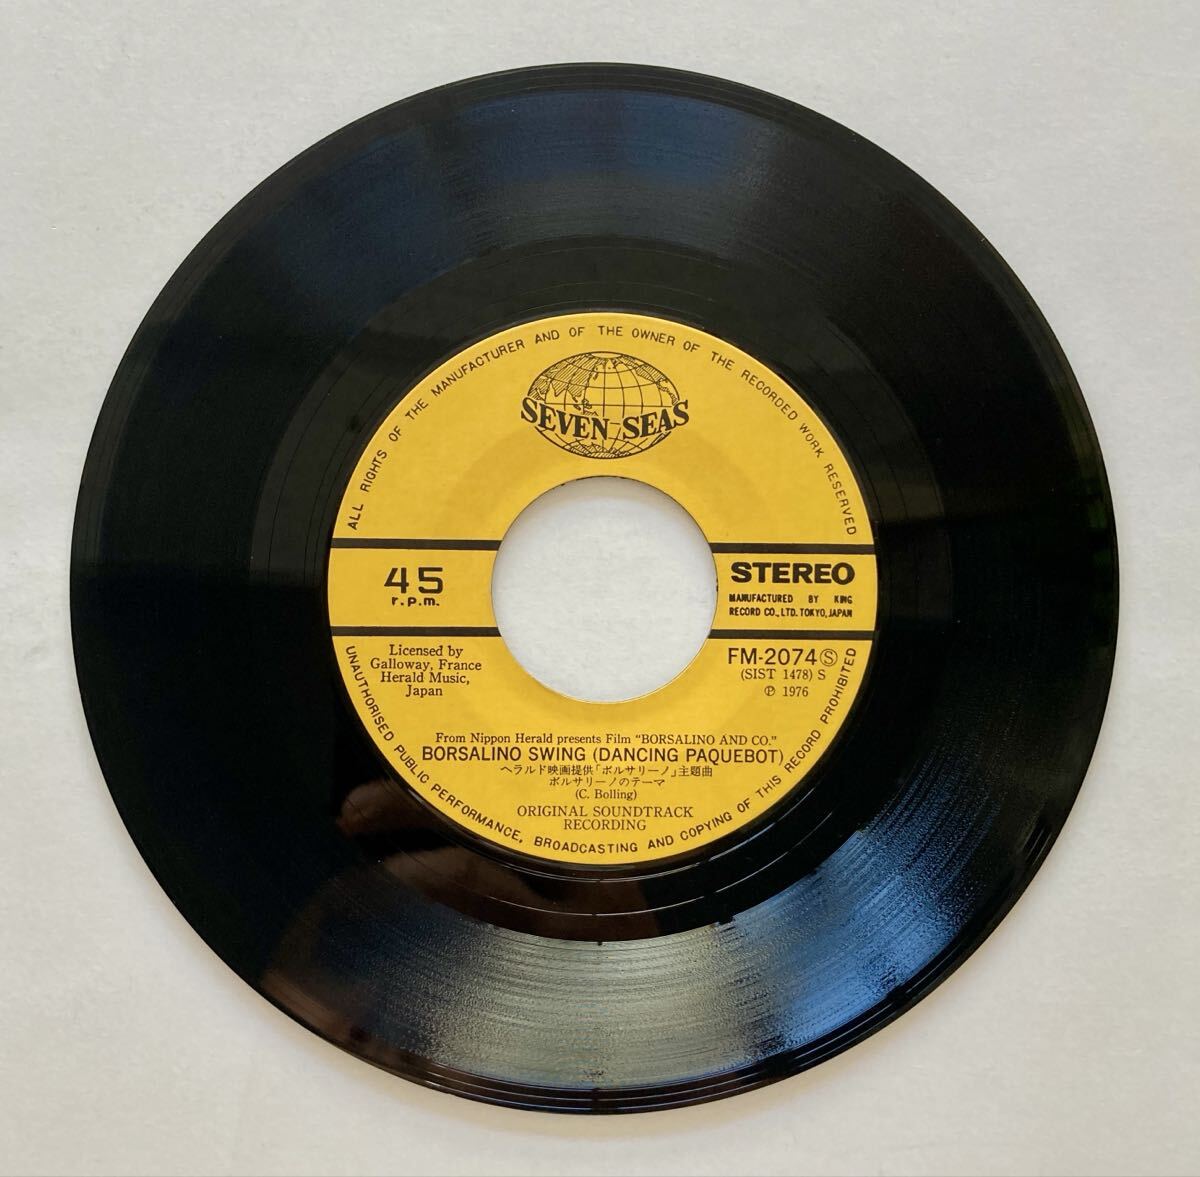 ALL RIGHTS OF THE MANUFACTURER AND OF THE OWNER OF THE RECORDED WORK RESERVED
SEVEN SEAS
45
r.p.m.
STEREO
MANUFACTURED BY KING
RECORD CO., LTD. TOKYO, JAPAN
Licensed by
Galloway, France
Herald Music,
Japan
FM-2074Ⓢ
(SIST 1478) S
℗ 1976
From Nippon Herald presents Film "BORSALINO AND CO."
BORSALINO SWING (DANCING PAQUEBOT)
ヘラルド映画提供「ボルサリーノ」主題曲
ボルサリーノのテーマ
(C. Bolling)
ORIGINAL SOUNDTRACK
RECORDING
UNAUTHORISED PUBLIC PERFORMANCE, BROADCASTING AND COPYING OF THIS RECORD PROHIBITED